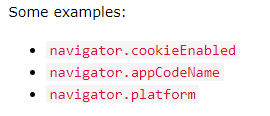 Some examples:
navigator.cookieEnabled
navigator.appCodeName
navigator.platform